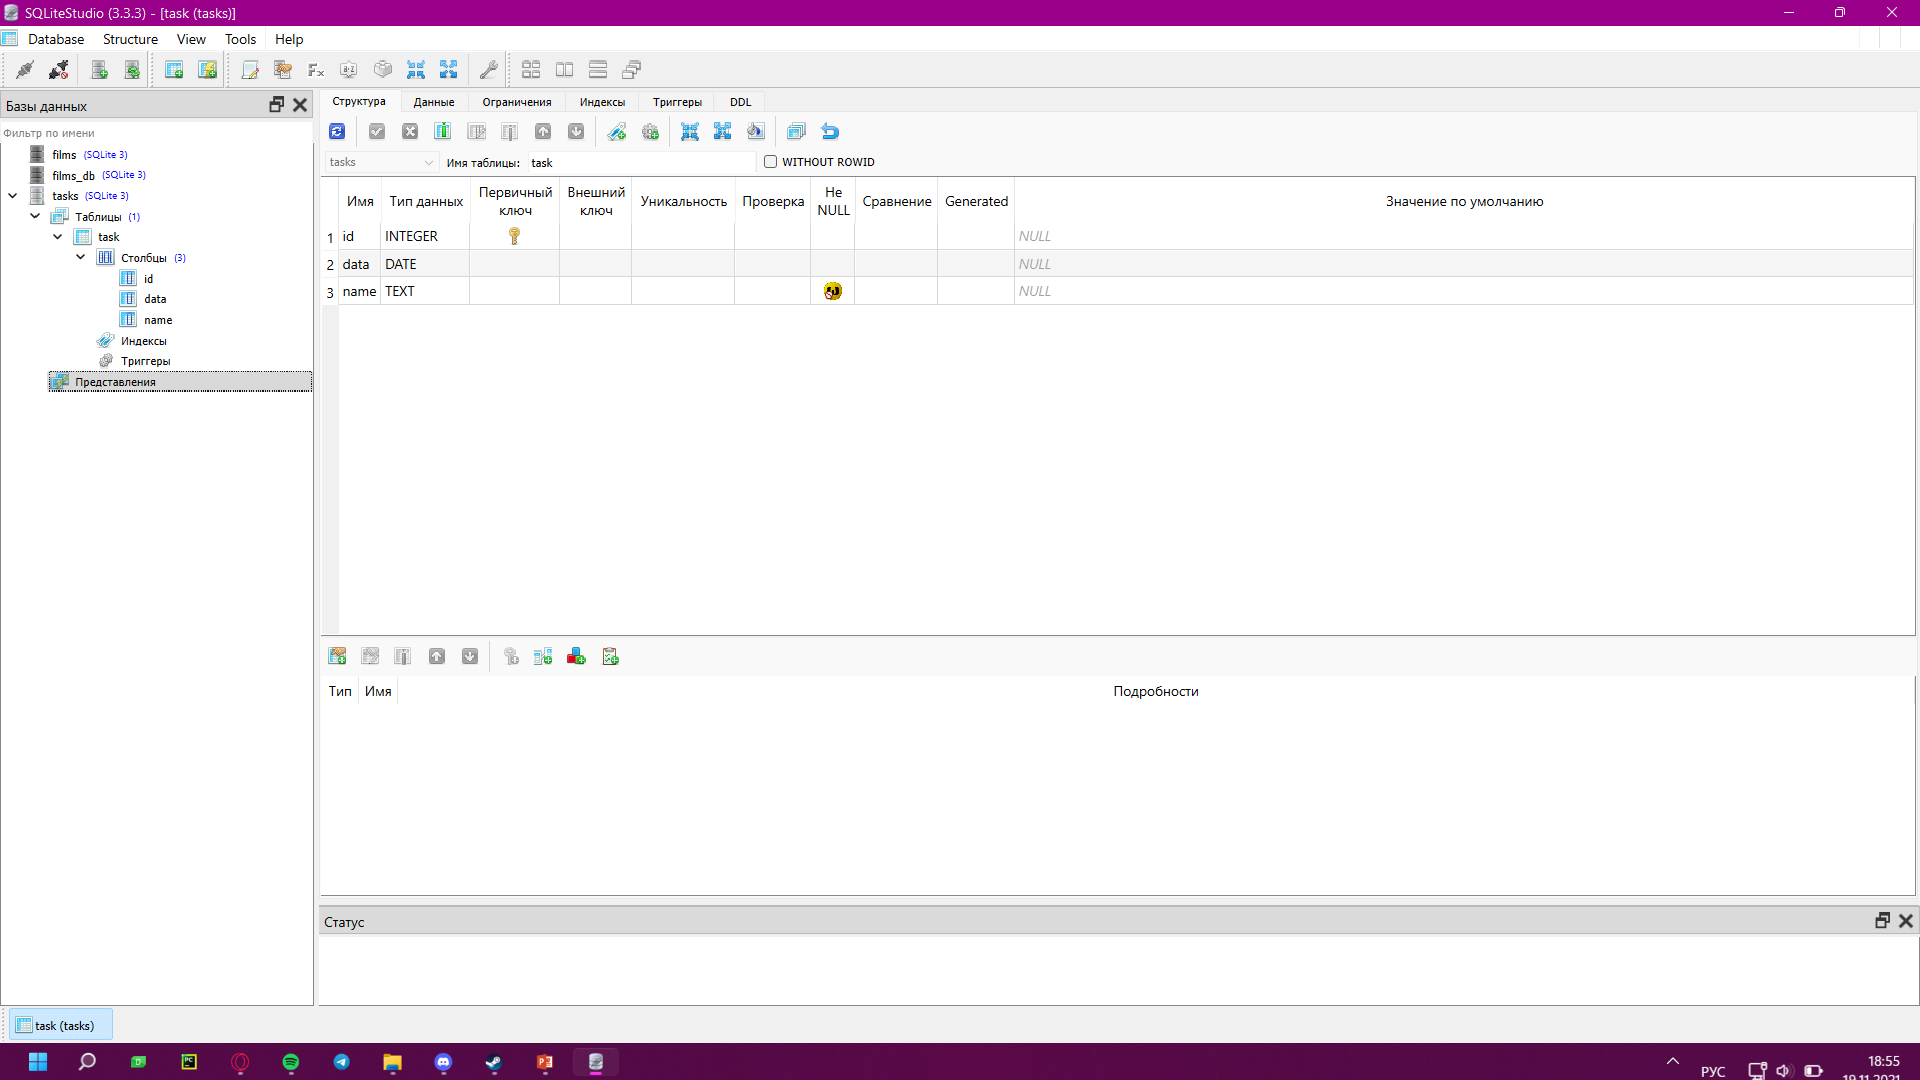 SQLiteStudio (3.3.3) - [task (tasks)]
Database Structure View Tools Help
Базы данных
Фильтр по имени
films (SQLite 3)
films_db (SQLite 3)
tasks (SQLite 3)
Таблицы (1)
task
Столбцы (3)
id
data
name
Индексы
Триггеры
Представления
Структура Данные Ограничения Индексы Триггеры DDL
tasks Имя таблицы: task WITHOUT ROWID
Имя Тип данных Первичный ключ Внешний ключ Уникальность Проверка Не NULL Сравнение Generated Значение по умолчанию
1 id INTEGER NULL
2 data DATE NULL
3 name TEXT NULL
Тип Имя Подробности
Статус
task (tasks)
РУС
18:55
19.11.2021